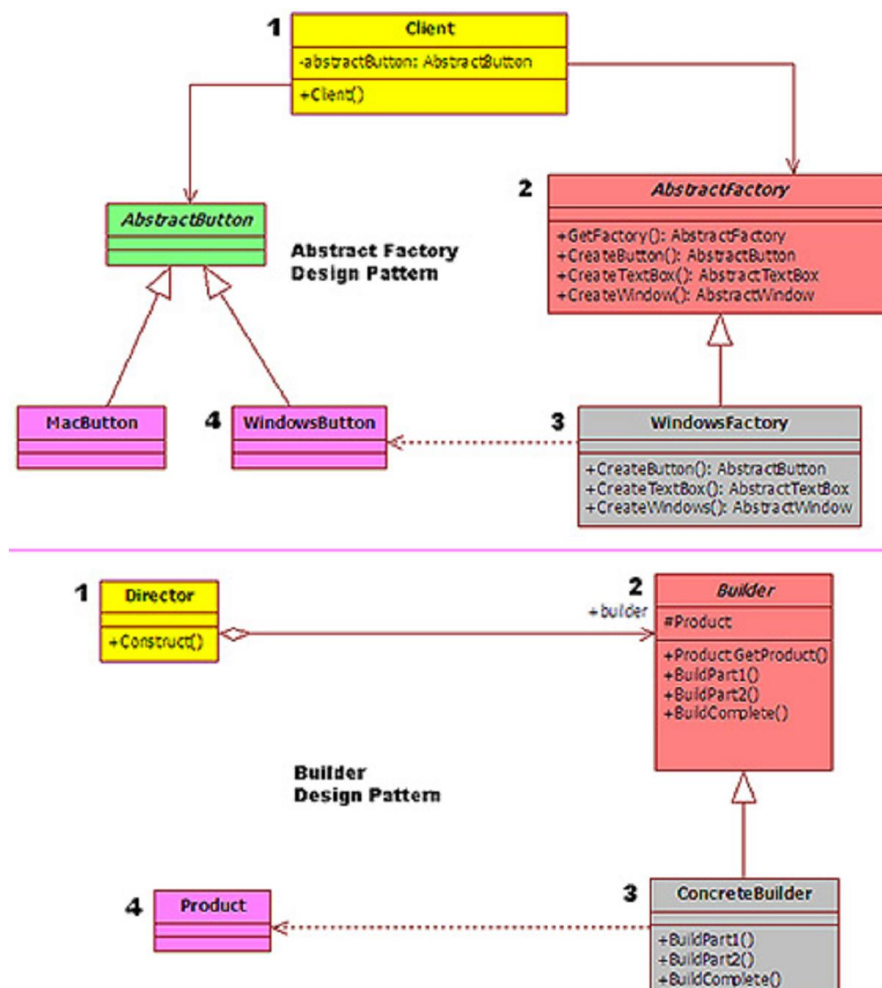 1
Client
-abstractButton: AbstractButton
+Client()
2
AbstractFactory
+GetFactory(): AbstractFactory
+CreateButton(): AbstractButton
+CreateTextBox(): AbstractTextBox
+CreateWindow(): AbstractWindow
AbstractButton
Abstract Factory
Design Pattern
MacButton
4
WindowsButton
3
WindowsFactory
+CreateButton(): AbstractButton
+CreateTextBox(): AbstractTextBox
+CreateWindows(): AbstractWindow
1
Director
+Construct()
+builder
2
Builder
#Product
+Product GetProduct()
+BuildPart1()
+BuildPart2()
+BuildComplete()
Builder
Design Pattern
4
Product
3
ConcreteBuilder
+BuildPart1()
+BuildPart2()
+BuildComplete()